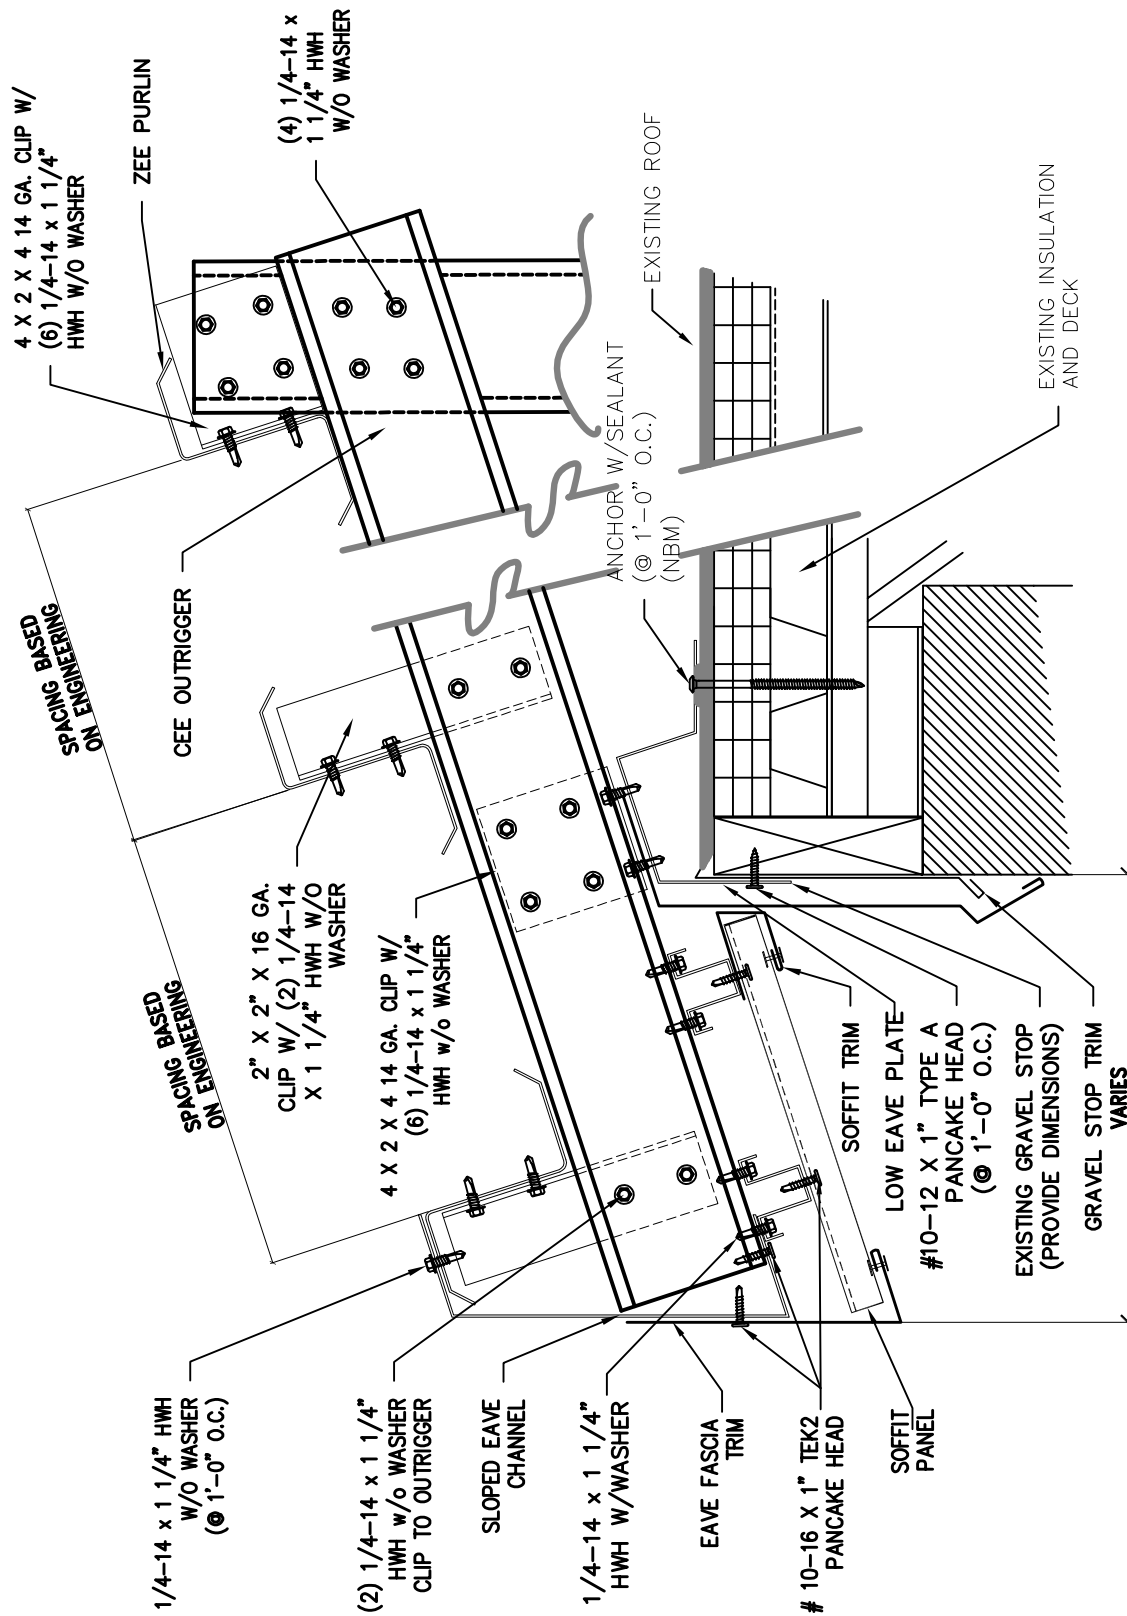 4 X 2 X 4 14 GA. CLIP W/
(6) 1/4-14 x 1 1/4"
HWH W/O WASHER
ZEE PURLIN
(4) 1/4-14 x
1 1/4" HWH
W/O WASHER
SPACING BASED
ON ENGINEERING
CEE OUTRIGGER
ANCHOR W/SEALANT
(@ 1'-0" O.C.)
(NBM)
EXISTING ROOF
EXISTING INSULATION
AND DECK
SPACING BASED
ON ENGINEERING
2" X 2" X 16 GA.
CLIP W/ (2) 1/4-14
X 1 1/4" HWH W/O
WASHER
4 X 2 X 4 14 GA. CLIP W/
(6) 1/4-14 x 1 1/4"
HWH w/o WASHER
1/4-14 x 1 1/4" HWH
W/O WASHER
(@ 1'-0" O.C.)
(2) 1/4-14 x 1 1/4"
HWH w/o WASHER
CLIP TO OUTRIGGER
SLOPED EAVE
CHANNEL
1/4-14 x 1 1/4"
HWH W/WASHER
EAVE FASCIA
TRIM
# 10-16 X 1" TEK2
PANCAKE HEAD
SOFFIT
PANEL
SOFFIT TRIM
LOW EAVE PLATE
#10-12 X 1" TYPE A
PANCAKE HEAD
(@ 1'-0" O.C.)
EXISTING GRAVEL STOP
(PROVIDE DIMENSIONS)
GRAVEL STOP TRIM
VARIES